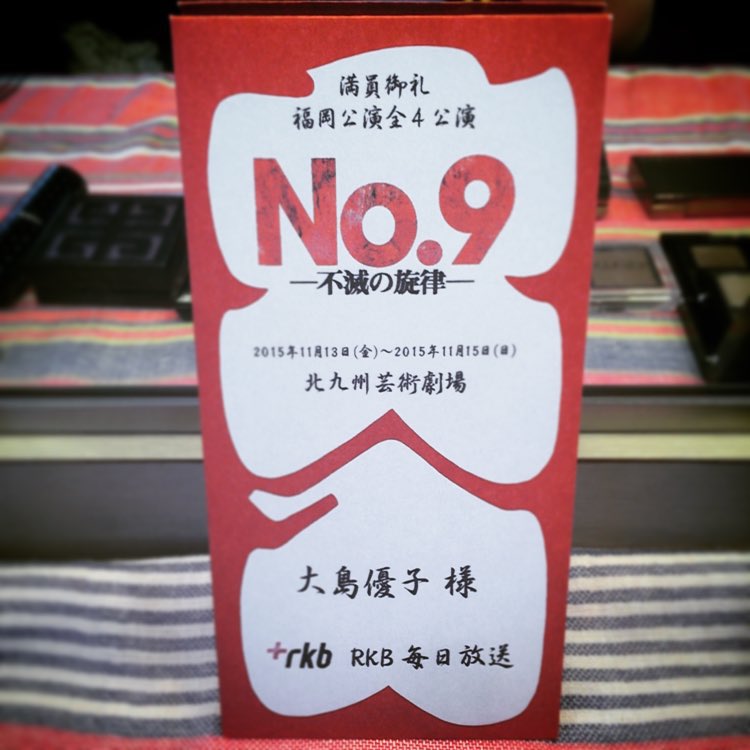 満員御礼
福岡公演全4公演
No.9
―不滅の旋律―
2015年11月13日(金)～2015年11月15日(日)
北九州芸術劇場
大島優子 様
+rkb RKB 毎日放送